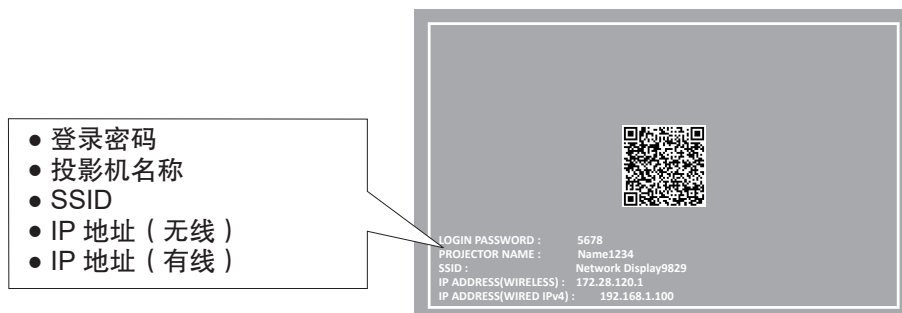 ● 登录密码
● 投影机名称
● SSID
● IP 地址（无线）
● IP 地址（有线）
LOGIN PASSWORD : 5678
PROJECTOR NAME : Name1234
SSID : Network Display9829
IP ADDRESS(WIRELESS) : 172.28.120.1
IP ADDRESS(WIRED IPv4) : 192.168.1.100